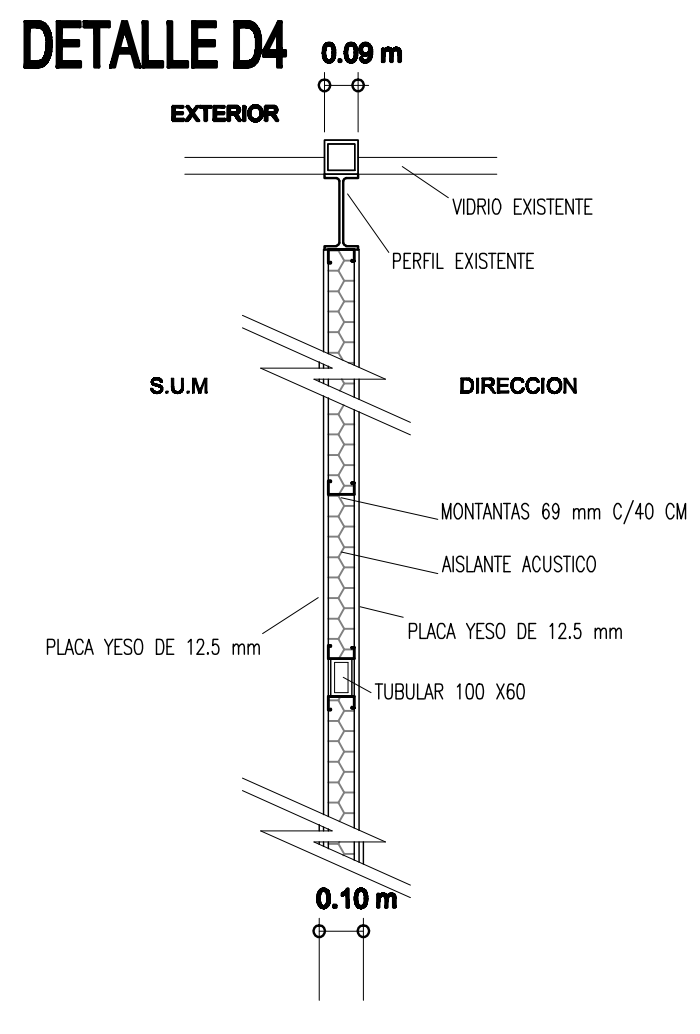 DETALLE D4
0.09 m
EXTERIOR
VIDRIO EXISTENTE
PERFIL EXISTENTE
S.U.M
DIRECCION
MONTANTAS 69 mm C/40 CM
AISLANTE ACUSTICO
PLACA YESO DE 12.5 mm
PLACA YESO DE 12.5 mm
TUBULAR 100 X60
0.10 m